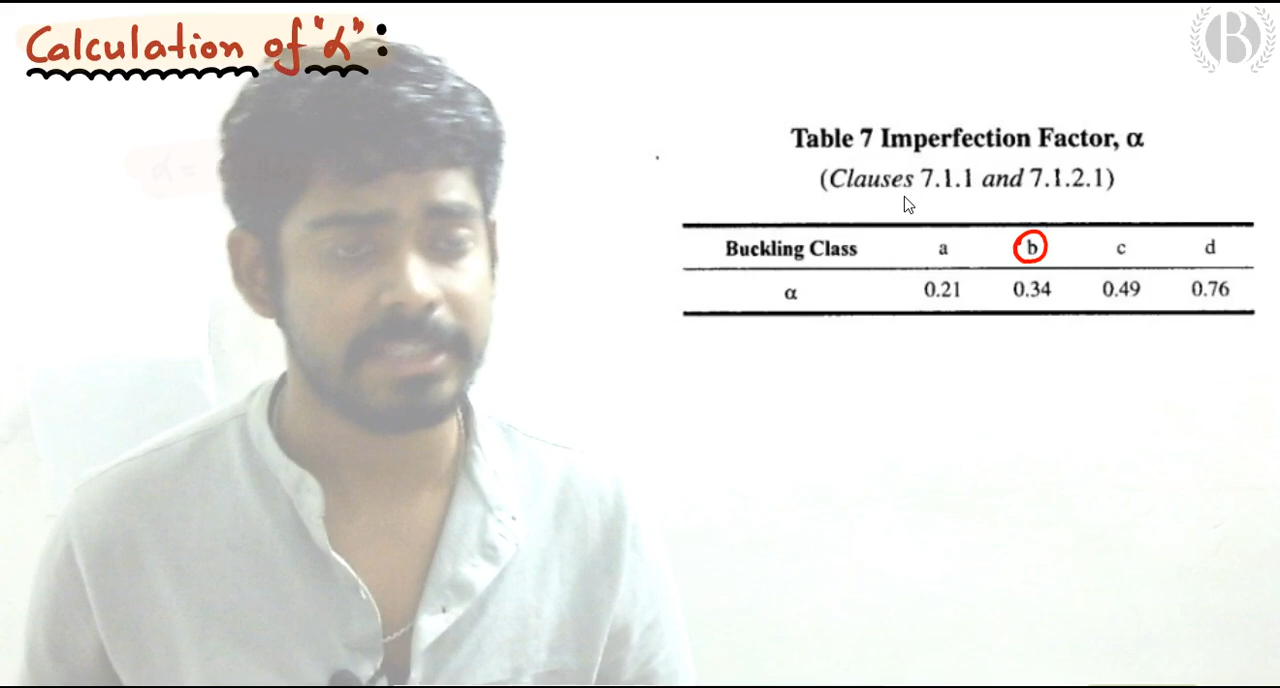 Calculation of "α":
α =
Table 7 Imperfection Factor, α
(Clauses 7.1.1 and 7.1.2.1)
Buckling Class a b c d
α 0.21 0.34 0.49 0.76
B